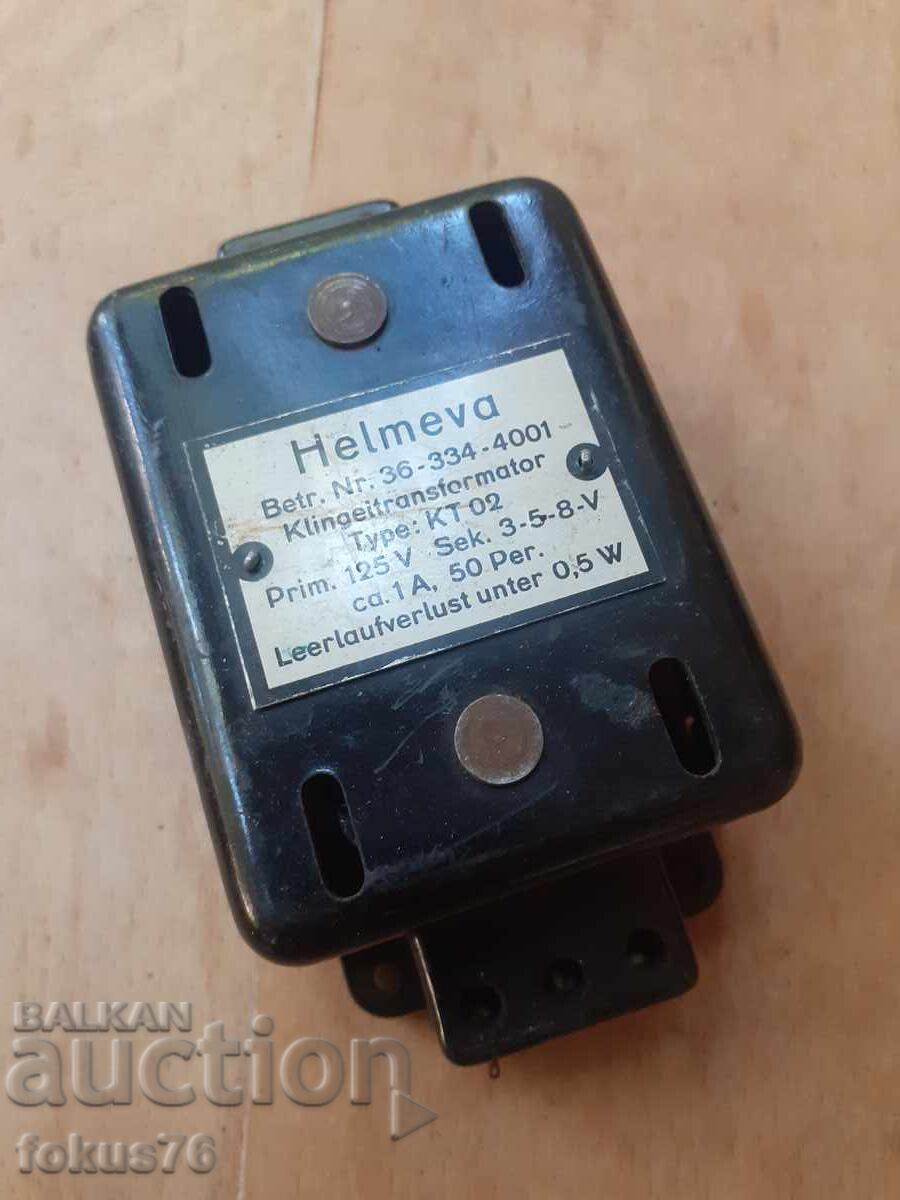 Helmeva
Betr. Nr. 36-334-4001
Klingeltransformator
Type: KT 02
Prim. 125 V Sek. 3-5-8-V
ca. 1 A, 50 Per.
Leerlaufverlust unter 0,5 W
BALKAN
auction
fokus76